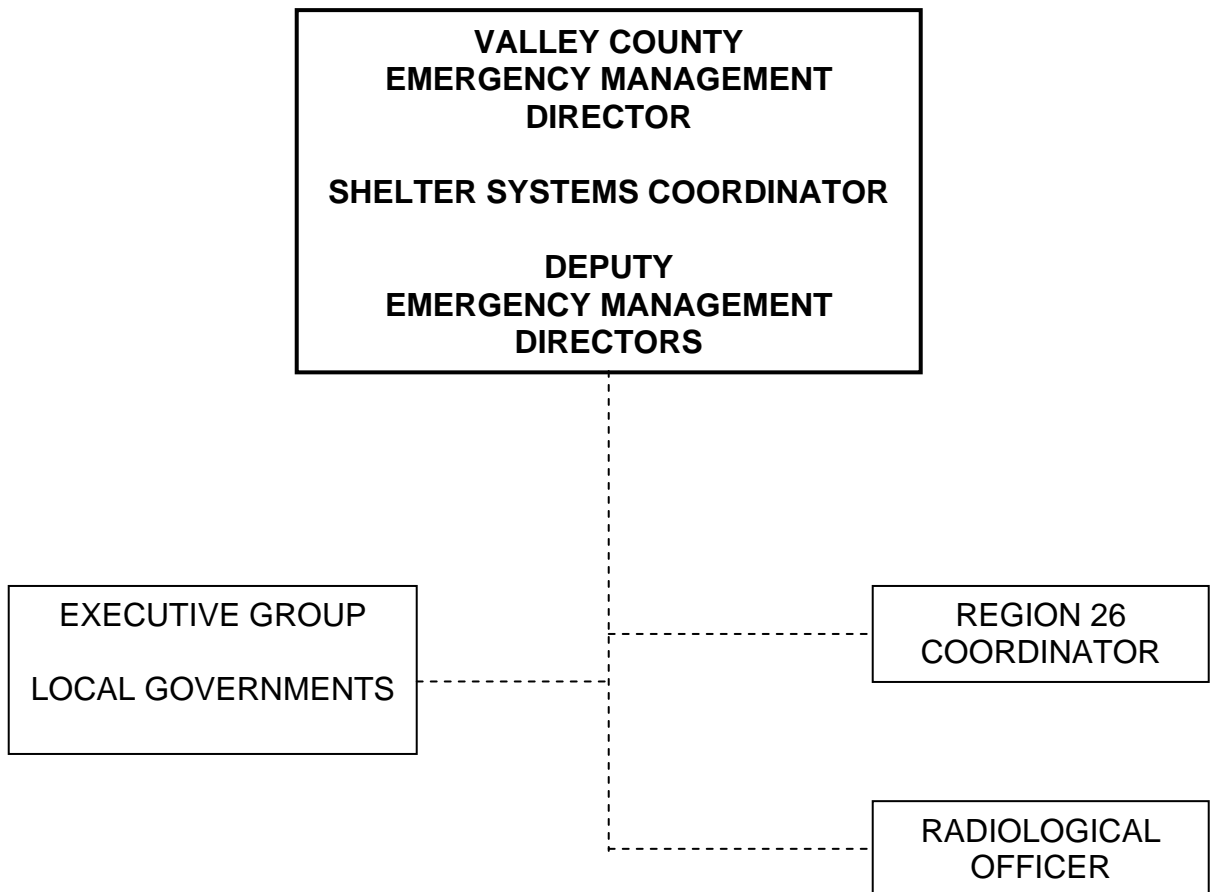 VALLEY COUNTY
EMERGENCY MANAGEMENT
DIRECTOR
SHELTER SYSTEMS COORDINATOR
DEPUTY
EMERGENCY MANAGEMENT
DIRECTORS
EXECUTIVE GROUP
LOCAL GOVERNMENTS
REGION 26
COORDINATOR
RADIOLOGICAL
OFFICER